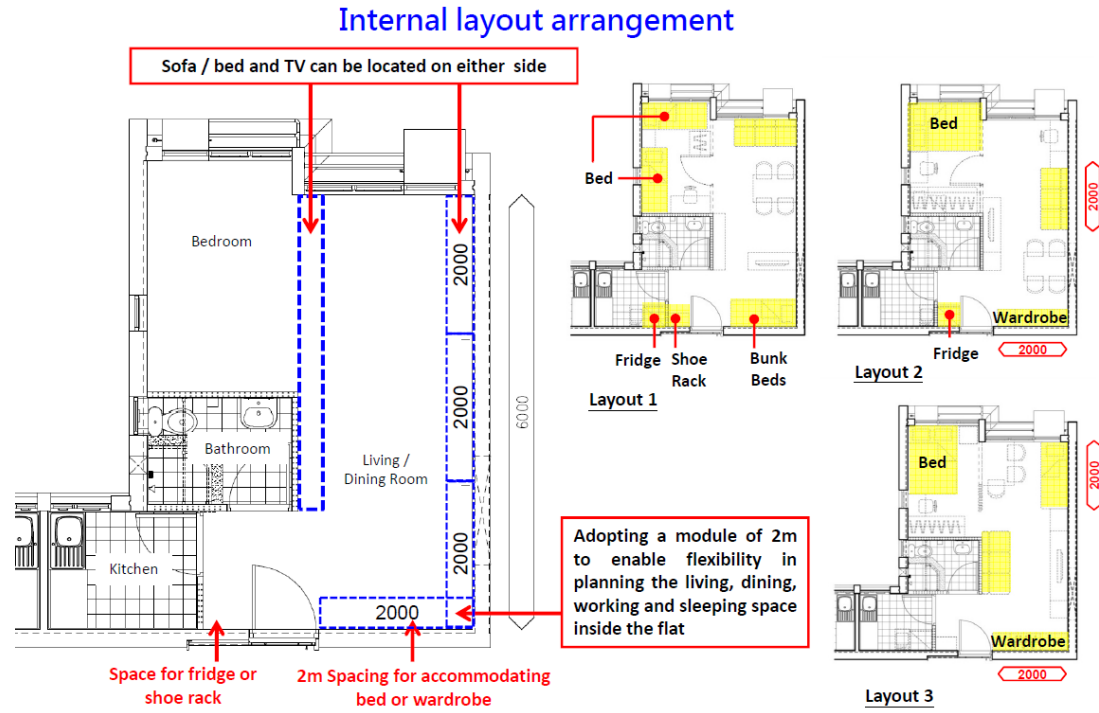 Internal layout arrangement
Sofa / bed and TV can be located on either side
Bedroom
Bathroom
Living /
Dining Room
Kitchen
2000
2000
2000
2000
6000
Space for fridge or
shoe rack
2m Spacing for accommodating
bed or wardrobe
Adopting a module of 2m
to enable flexibility in
planning the living, dining,
working and sleeping space
inside the flat
Bed
Fridge
Shoe
Rack
Bunk
Beds
Layout 1
Bed
2000
Wardrobe
Fridge
2000
Layout 2
Bed
2000
Wardrobe
2000
Layout 3